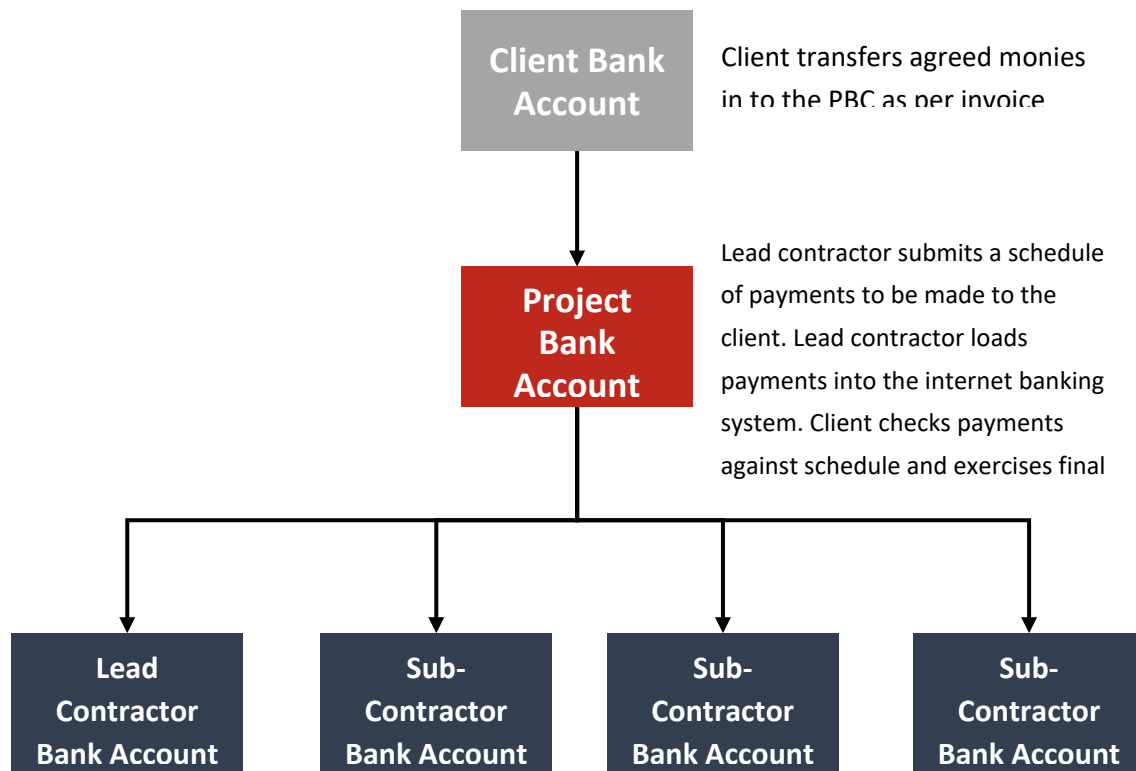 Client Bank
Account
Client transfers agreed monies
in to the PBC as per invoice
Project
Bank
Account
Lead contractor submits a schedule
of payments to be made to the
client. Lead contractor loads
payments into the internet banking
system. Client checks payments
against schedule and exercises final
Lead
Contractor
Bank Account
Sub-
Contractor
Bank Account
Sub-
Contractor
Bank Account
Sub-
Contractor
Bank Account